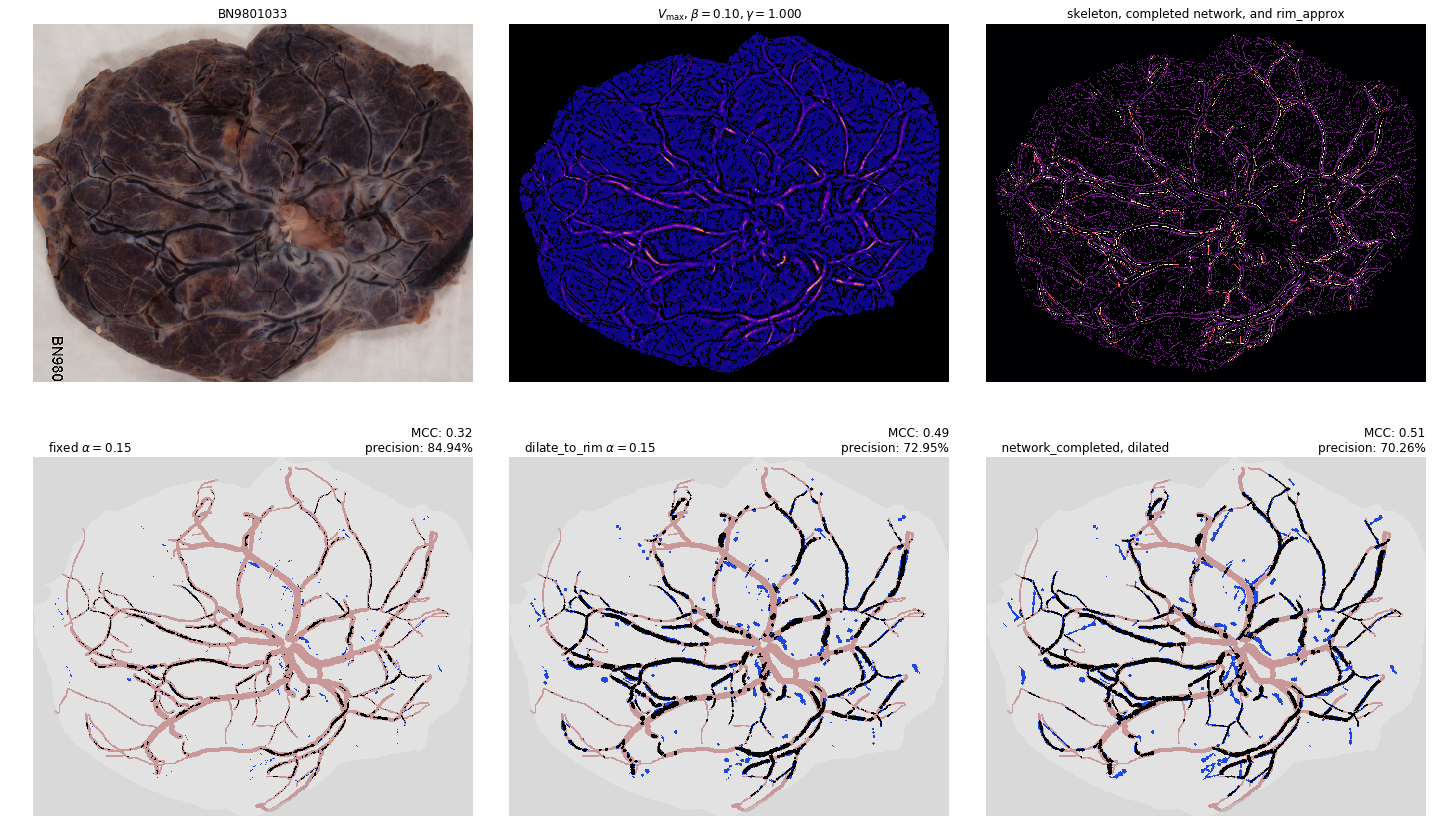 BN9801033
V_max, β = 0.10, γ = 1.000
skeleton, completed network, and rim_approx
BN980
MCC: 0.32
fixed α = 0.15 precision: 84.94%
MCC: 0.49
dilate_to_rim α = 0.15 precision: 72.95%
MCC: 0.51
network_completed, dilated precision: 70.26%